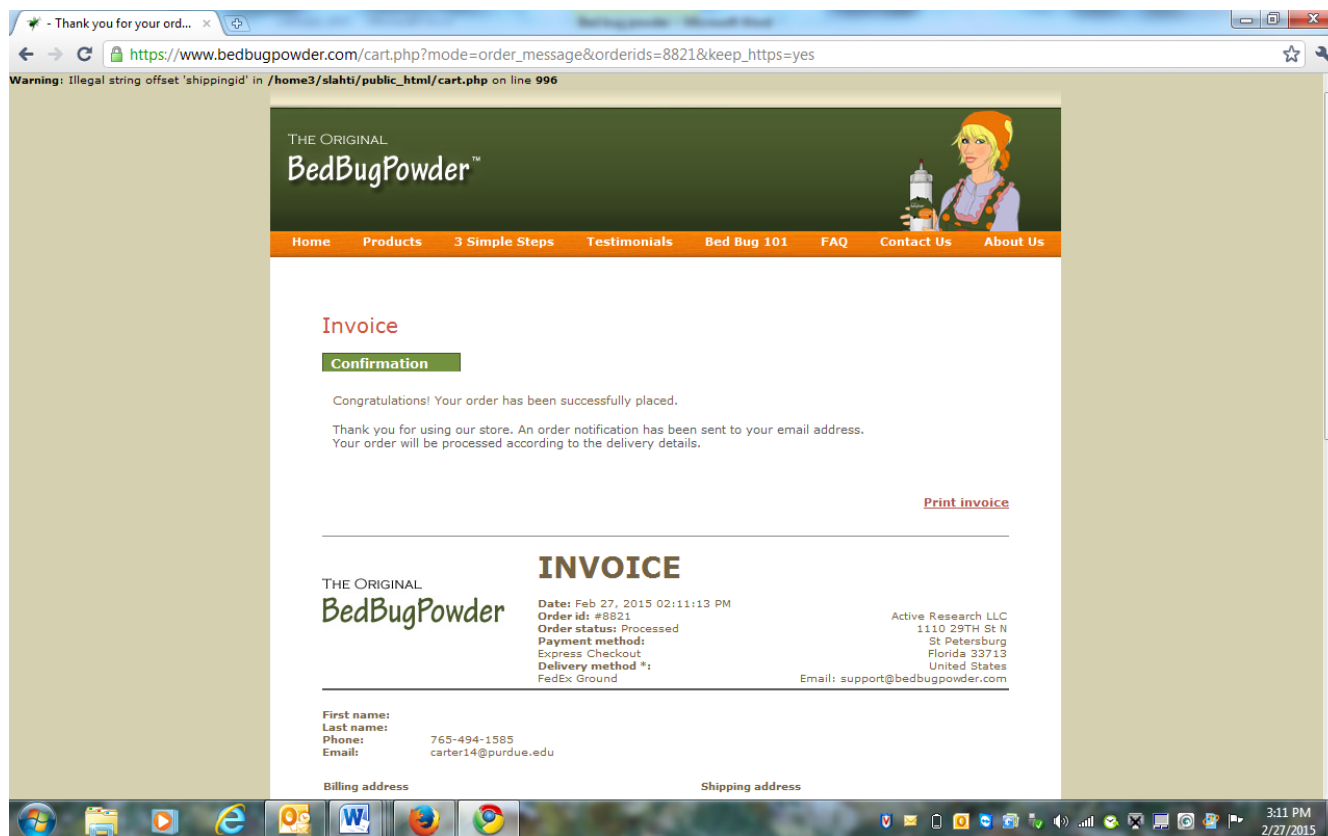 - Thank you for your ord...
https://www.bedbugpowder.com/cart.php?mode=order_message&orderids=8821&keep_https=yes
Warning: Illegal string offset 'shippingid' in /home3/slahti/public_html/cart.php on line 996
THE ORIGINAL
BedBugPowder™
Home Products 3 Simple Steps Testimonials Bed Bug 101 FAQ Contact Us About Us
Invoice
Confirmation
Congratulations! Your order has been successfully placed.
Thank you for using our store. An order notification has been sent to your email address.
Your order will be processed according to the delivery details.
Print invoice
THE ORIGINAL
BedBugPowder
INVOICE
Date: Feb 27, 2015 02:11:13 PM
Order id: #8821
Order status: Processed
Payment method:
Express Checkout
Delivery method *:
FedEx Ground
Active Research LLC
1110 29TH St N
St Petersburg
Florida 33713
United States
Email: support@bedbugpowder.com
First name:
Last name:
Phone: 765-494-1585
Email: carter14@purdue.edu
Billing address Shipping address
3:11 PM
2/27/2015